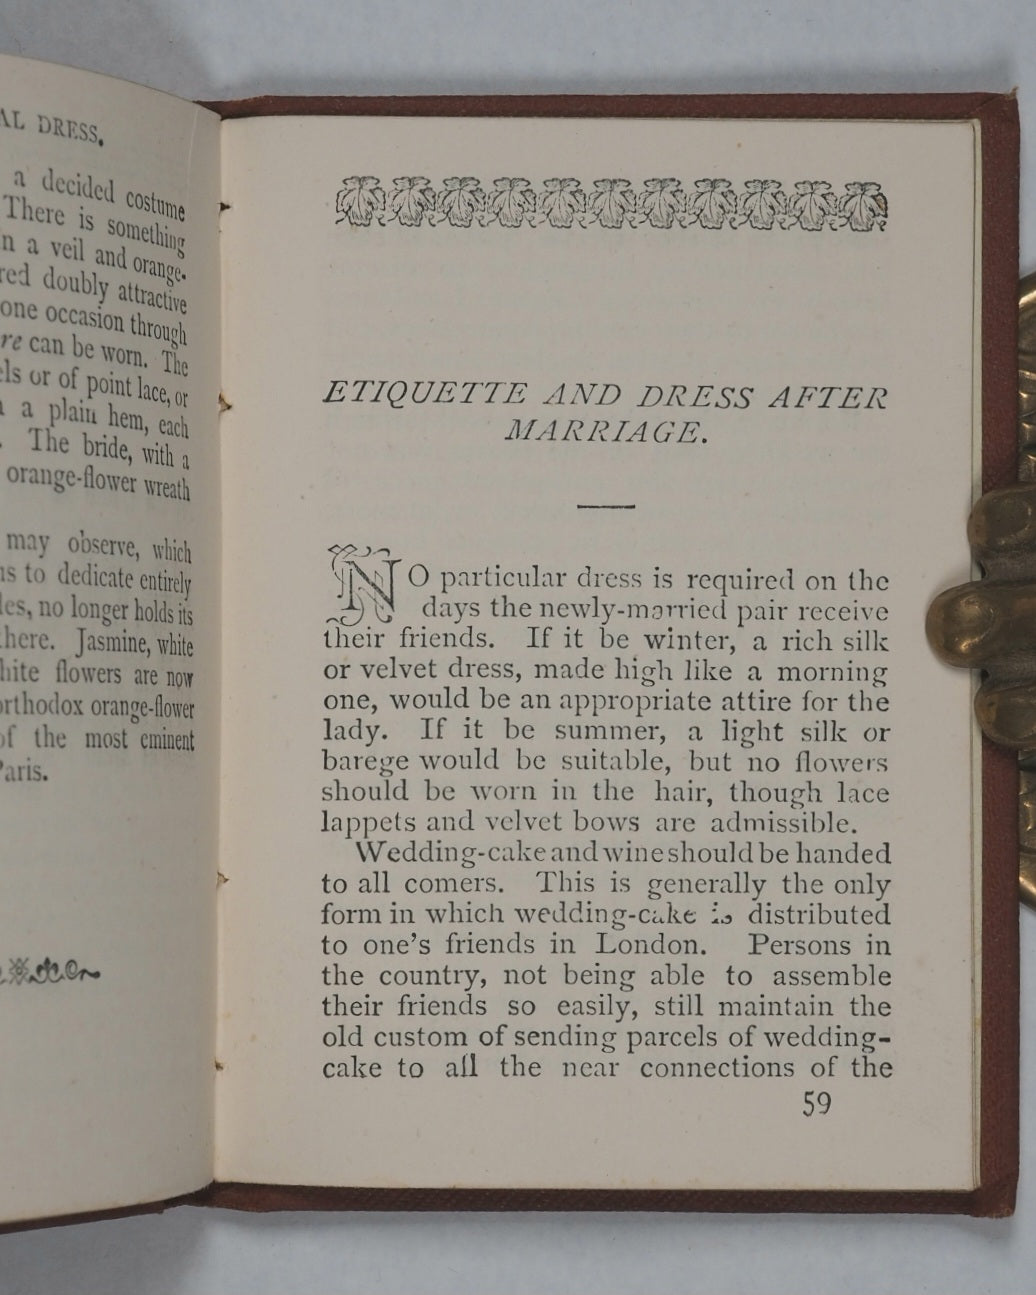 AL DRESS.
a decided costume
There is something
n a veil and orange-
red doubly attractive
one occasion through
re can be worn. The
els or of point lace, or
a plain hem, each
. The bride, with a
orange-flower wreath
may observe, which
ns to dedicate entirely
les, no longer holds its
there. Jasmine, white
hite flowers are now
orthodox orange-flower
of the most eminent
Paris.
ETIQUETTE AND DRESS AFTER
MARRIAGE.
NO particular dress is required on the
days the newly-married pair receive
their friends. If it be winter, a rich silk
or velvet dress, made high like a morning
one, would be an appropriate attire for the
lady. If it be summer, a light silk or
barege would be suitable, but no flowers
should be worn in the hair, though lace
lappets and velvet bows are admissible.
Wedding-cake and wine should be handed
to all comers. This is generally the only
form in which wedding-cake is distributed
to one's friends in London. Persons in
the country, not being able to assemble
their friends so easily, still maintain the
old custom of sending parcels of wedding-
cake to all the near connections of the
59